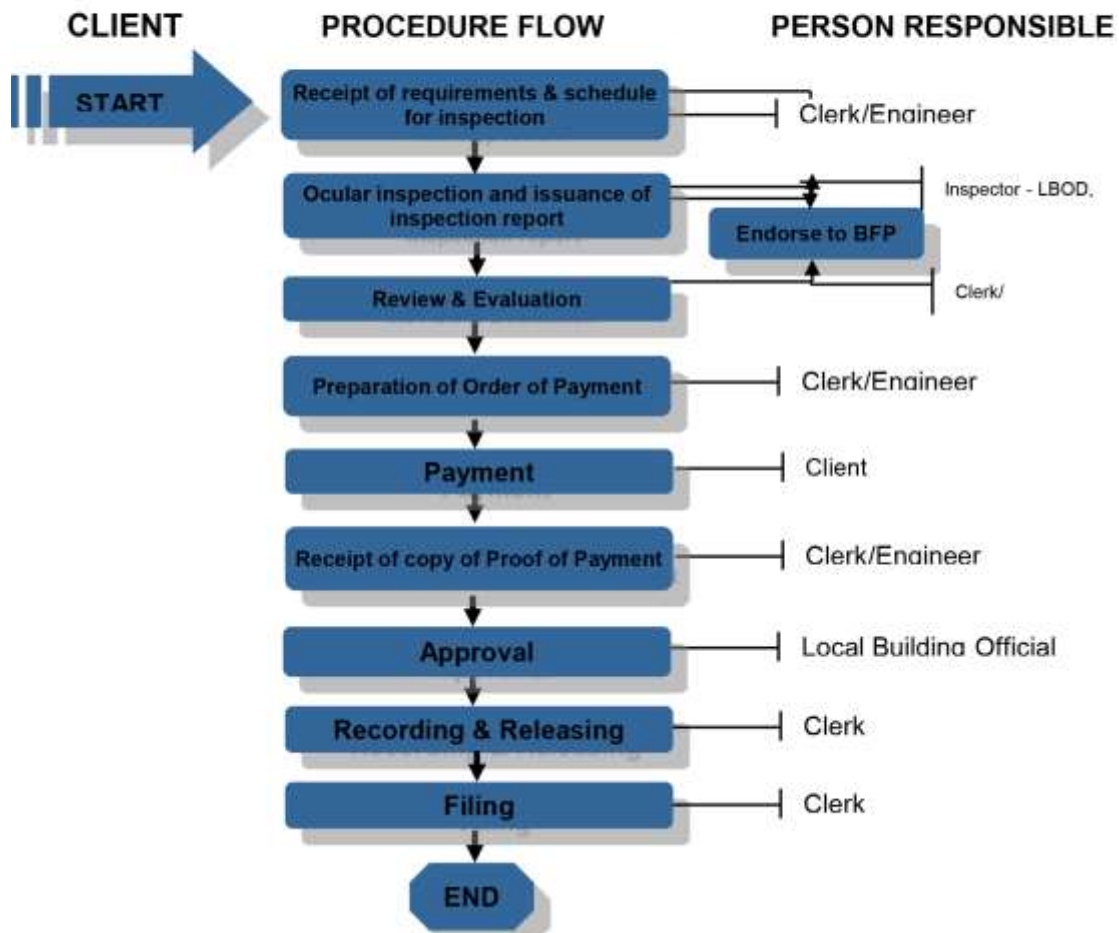 CLIENT
PROCEDURE FLOW
PERSON RESPONSIBLE
START
Receipt of requirements & schedule
for inspection
Clerk/Engineer
Ocular inspection and issuance of
inspection report
Inspector - LBOD,
Endorse to BFP
Review & Evaluation
Clerk/
Preparation of Order of Payment
Clerk/Engineer
Payment
Client
Receipt of copy of Proof of Payment
Clerk/Engineer
Approval
Local Building Official
Recording & Releasing
Clerk
Filing
Clerk
END